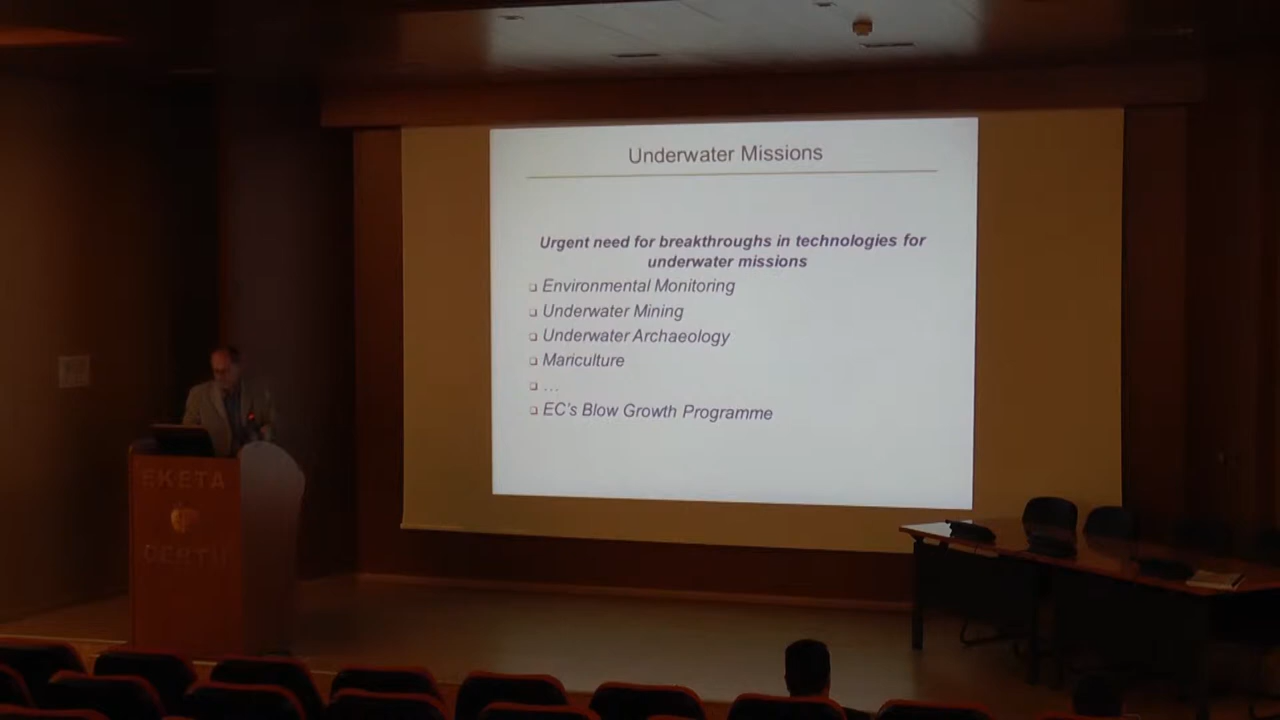 Underwater Missions
Urgent need for breakthroughs in technologies for
underwater missions
Environmental Monitoring
Underwater Mining
Underwater Archaeology
Mariculture
...
EC's Blow Growth Programme
EKETA
CERTH